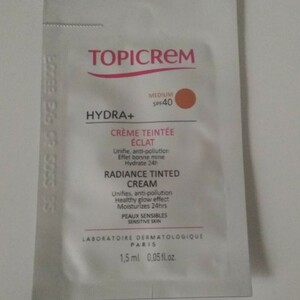 TOPICREM
MEDIUM
SPF40
HYDRA+
CRÈME TEINTÉE
ÉCLAT
Unifie, anti-pollution
Effet bonne mine
Hydrate 24h
RADIANCE TINTED
CREAM
Unifies, anti-pollution
Healthy glow effect
Moisturizes 24hrs
PEAUX SENSIBLES
SENSITIVE SKIN
LABORATOIRE DERMATOLOGIQUE
PARIS
1,5 ml 0.05 fl.oz.